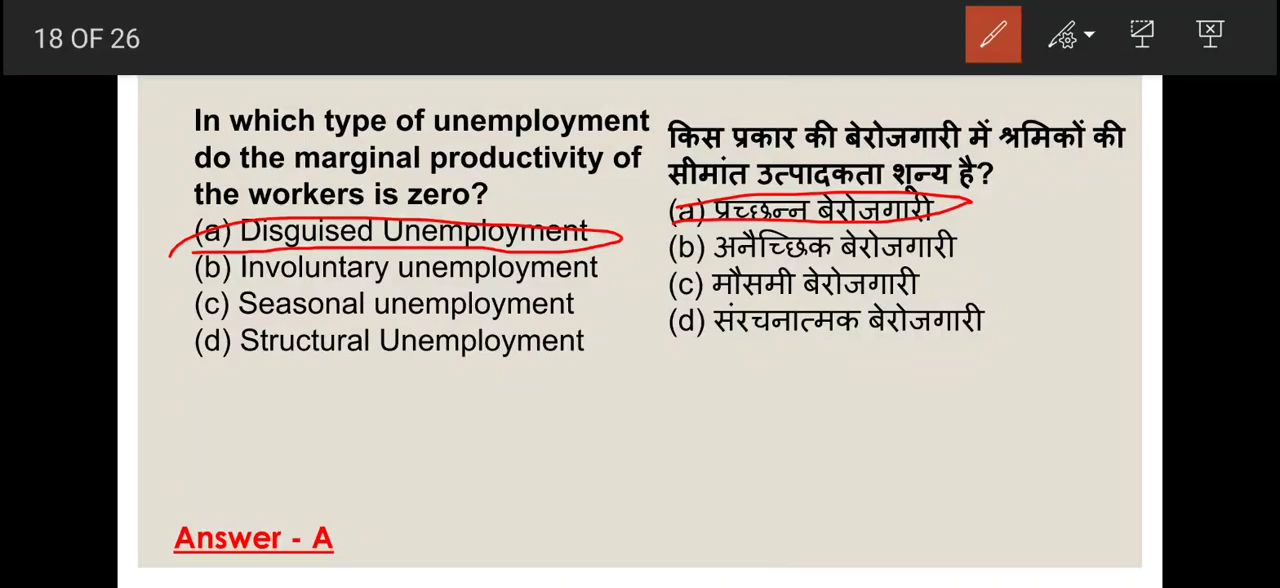 18 OF 26
In which type of unemployment
do the marginal productivity of
the workers is zero?
(a) Disguised Unemployment
(b) Involuntary unemployment
(c) Seasonal unemployment
(d) Structural Unemployment
किस प्रकार की बेरोजगारी में श्रमिकों की
सीमांत उत्पादकता शून्य है?
(a) प्रच्छन्न बेरोजगारी
(b) अनैच्छिक बेरोजगारी
(c) मौसमी बेरोजगारी
(d) संरचनात्मक बेरोजगारी
Answer - A